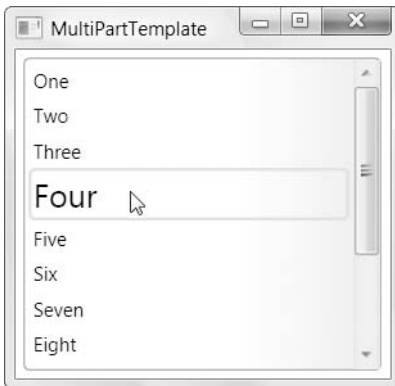 MultiPartTemplate
One
Two
Three
Four
Five
Six
Seven
Eight